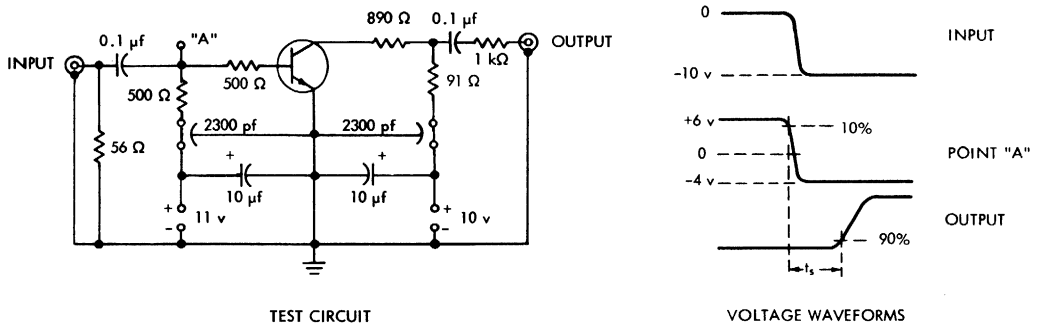 890 Ω
0.1 μf
0.1 μf
"A"
INPUT
OUTPUT
1 kΩ
500 Ω
500 Ω
91 Ω
56 Ω
2300 pf
2300 pf
+
+
10 μf
10 μf
+
11 v
-
+
10 v
-
TEST CIRCUIT
0
INPUT
-10 v
+6 v
10%
0
POINT "A"
-4 v
OUTPUT
90%
ts
VOLTAGE WAVEFORMS